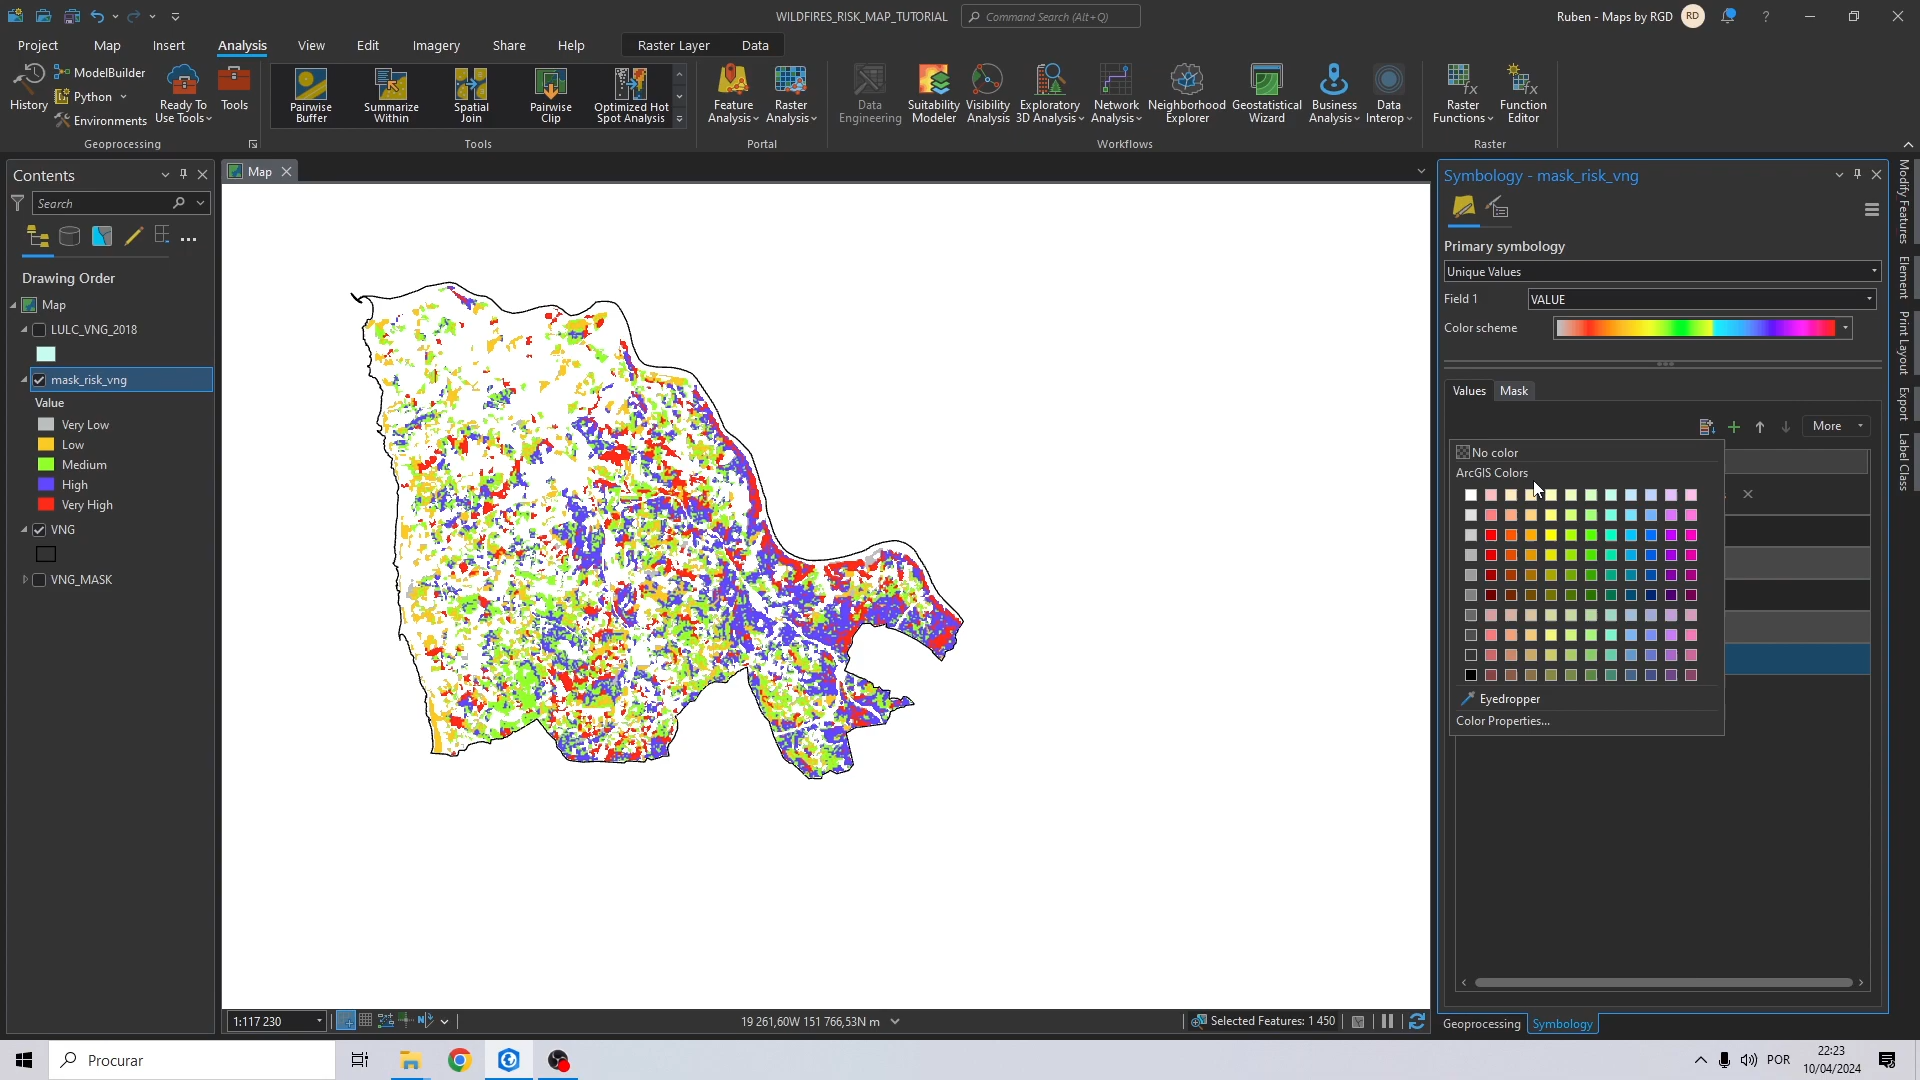 WILDFIRES_RISK_MAP_TUTORIAL
Command Search (Alt+Q)
Ruben - Maps by RGD
RD
?
Project
Map
Insert
Analysis
View
Edit
Imagery
Share
Help
Raster Layer
Data
History
ModelBuilder
Python
Environments
Ready To
Use Tools
Tools
Geoprocessing
Pairwise
Buffer
Summarize
Within
Spatial
Join
Pairwise
Clip
Optimized Hot
Spot Analysis
Tools
Feature
Analysis
Raster
Analysis
Portal
Data
Engineering
Suitability
Modeler
Visibility
Analysis
Exploratory
3D Analysis
Network
Analysis
Neighborhood
Explorer
Geostatistical
Wizard
Business
Analysis
Data
Interop
Workflows
Raster
Functions
Function
Editor
Raster
Contents
Search
Drawing Order
Map
LULC_VNG_2018
mask_risk_vng
Value
Very Low
Low
Medium
High
Very High
VNG
VNG_MASK
Map
1:117 230
19 261,60W 151 766,53N m
Selected Features: 1 450
Symbology - mask_risk_vng
Primary symbology
Unique Values
Field 1
VALUE
Color scheme
Values
Mask
More
No color
ArcGIS Colors
Eyedropper
Color Properties...
Geoprocessing
Symbology
Modify Features
Element
Print Layout
Export
Label Class
Procurar
POR
22:23
10/04/2024